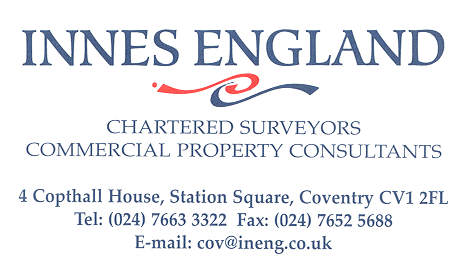 INNES ENGLAND
CHARTERED SURVEYORS
COMMERCIAL PROPERTY CONSULTANTS
4 Copthall House, Station Square, Coventry CV1 2FL
Tel: (024) 7663 3322 Fax: (024) 7652 5688
E-mail: cov@ineng.co.uk